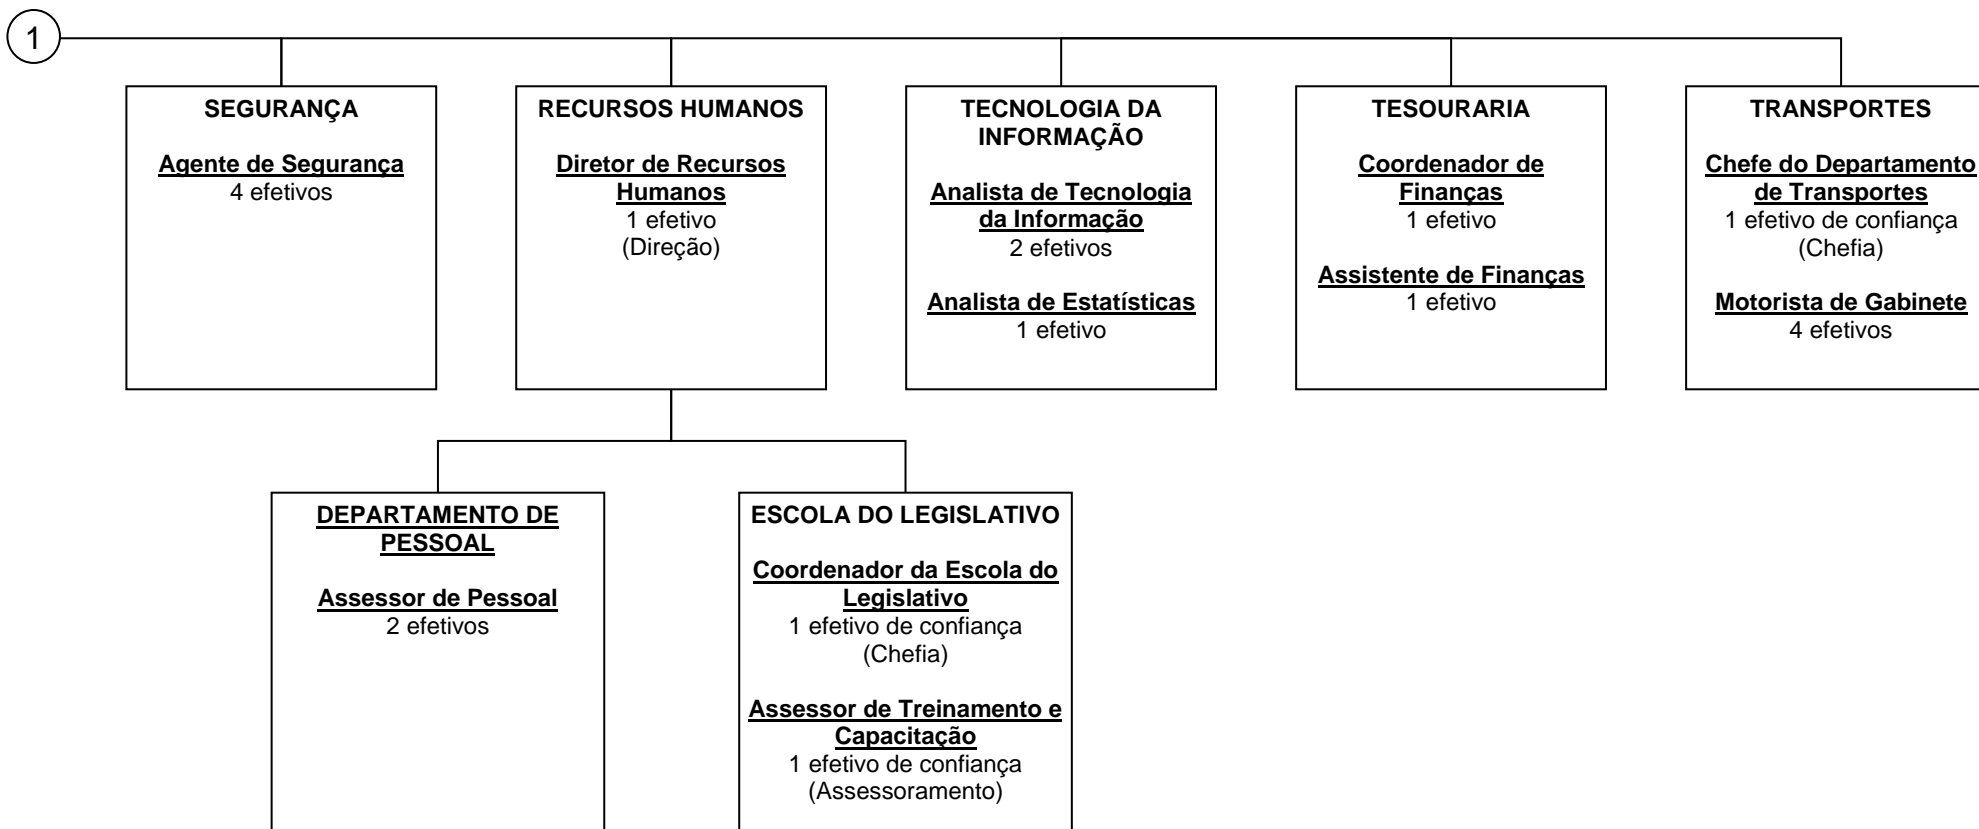 1
SEGURANÇA
Agente de Segurança
4 efetivos
RECURSOS HUMANOS
Diretor de Recursos
Humanos
1 efetivo
(Direção)
TECNOLOGIA DA
INFORMAÇÃO
Analista de Tecnologia
da Informação
2 efetivos
Analista de Estatísticas
1 efetivo
TESOURARIA
Coordenador de
Finanças
1 efetivo
Assistente de Finanças
1 efetivo
TRANSPORTES
Chefe do Departamento
de Transportes
1 efetivo de confiança
(Chefia)
Motorista de Gabinete
4 efetivos
DEPARTAMENTO DE
PESSOAL
Assessor de Pessoal
2 efetivos
ESCOLA DO LEGISLATIVO
Coordenador da Escola do
Legislativo
1 efetivo de confiança
(Chefia)
Assessor de Treinamento e
Capacitação
1 efetivo de confiança
(Assessoramento)